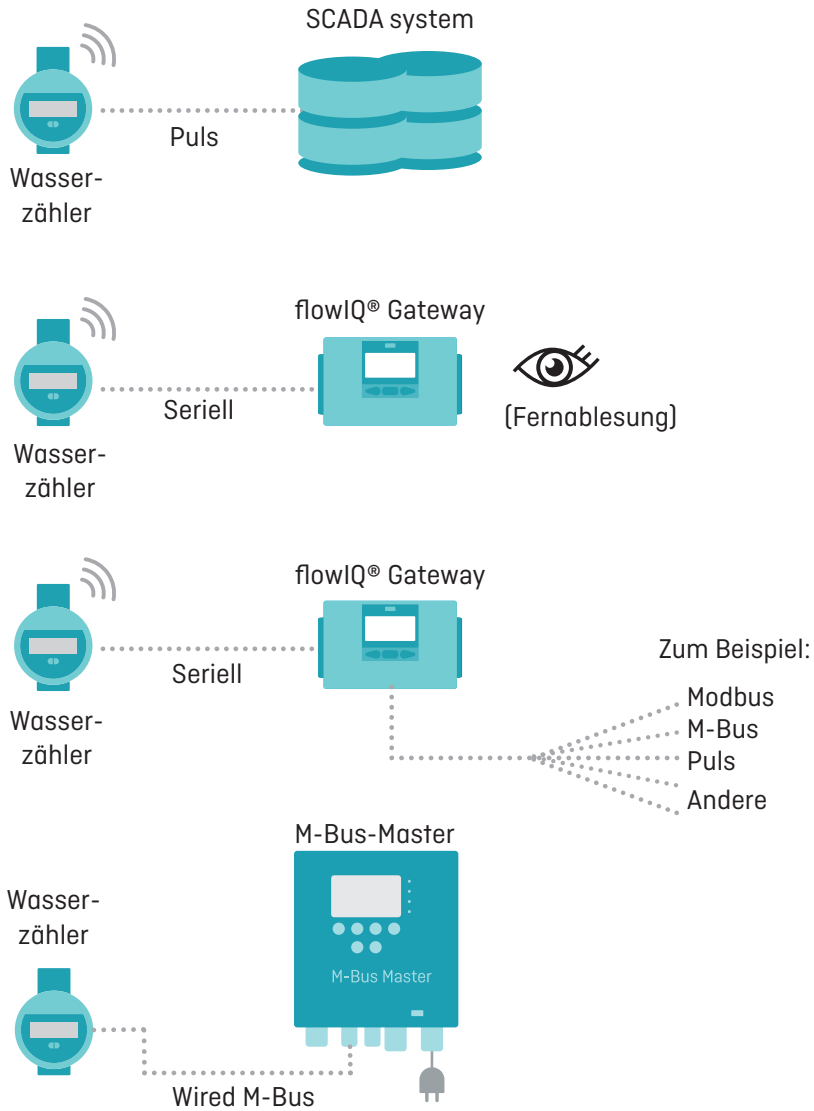 SCADA system
Puls
Wasser-
zähler
flowIQ® Gateway
Seriell
(Fernablesung)
Wasser-
zähler
flowIQ® Gateway
Seriell
Zum Beispiel:
Modbus
M-Bus
Puls
Andere
Wasser-
zähler
M-Bus-Master
Wasser-
zähler
M-Bus Master
Wired M-Bus